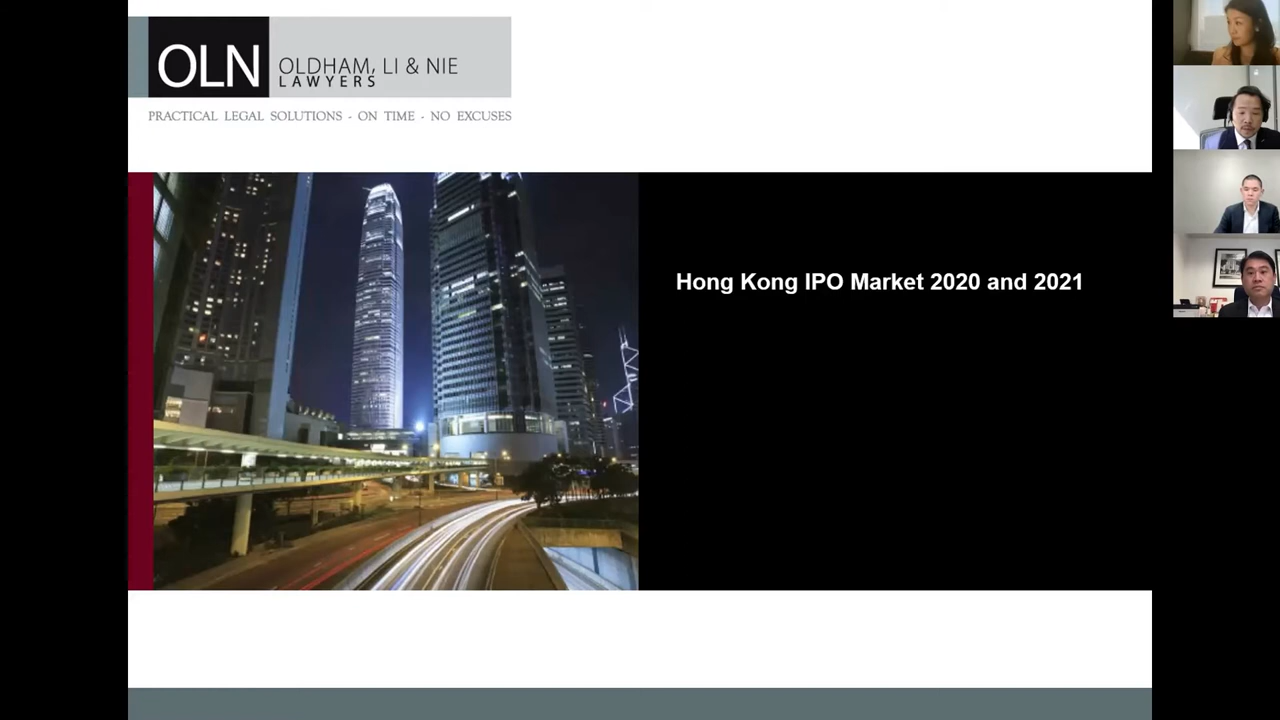 OLN
OLDHAM, LI & NIE
LAWYERS
PRACTICAL LEGAL SOLUTIONS - ON TIME - NO EXCUSES
Hong Kong IPO Market 2020 and 2021